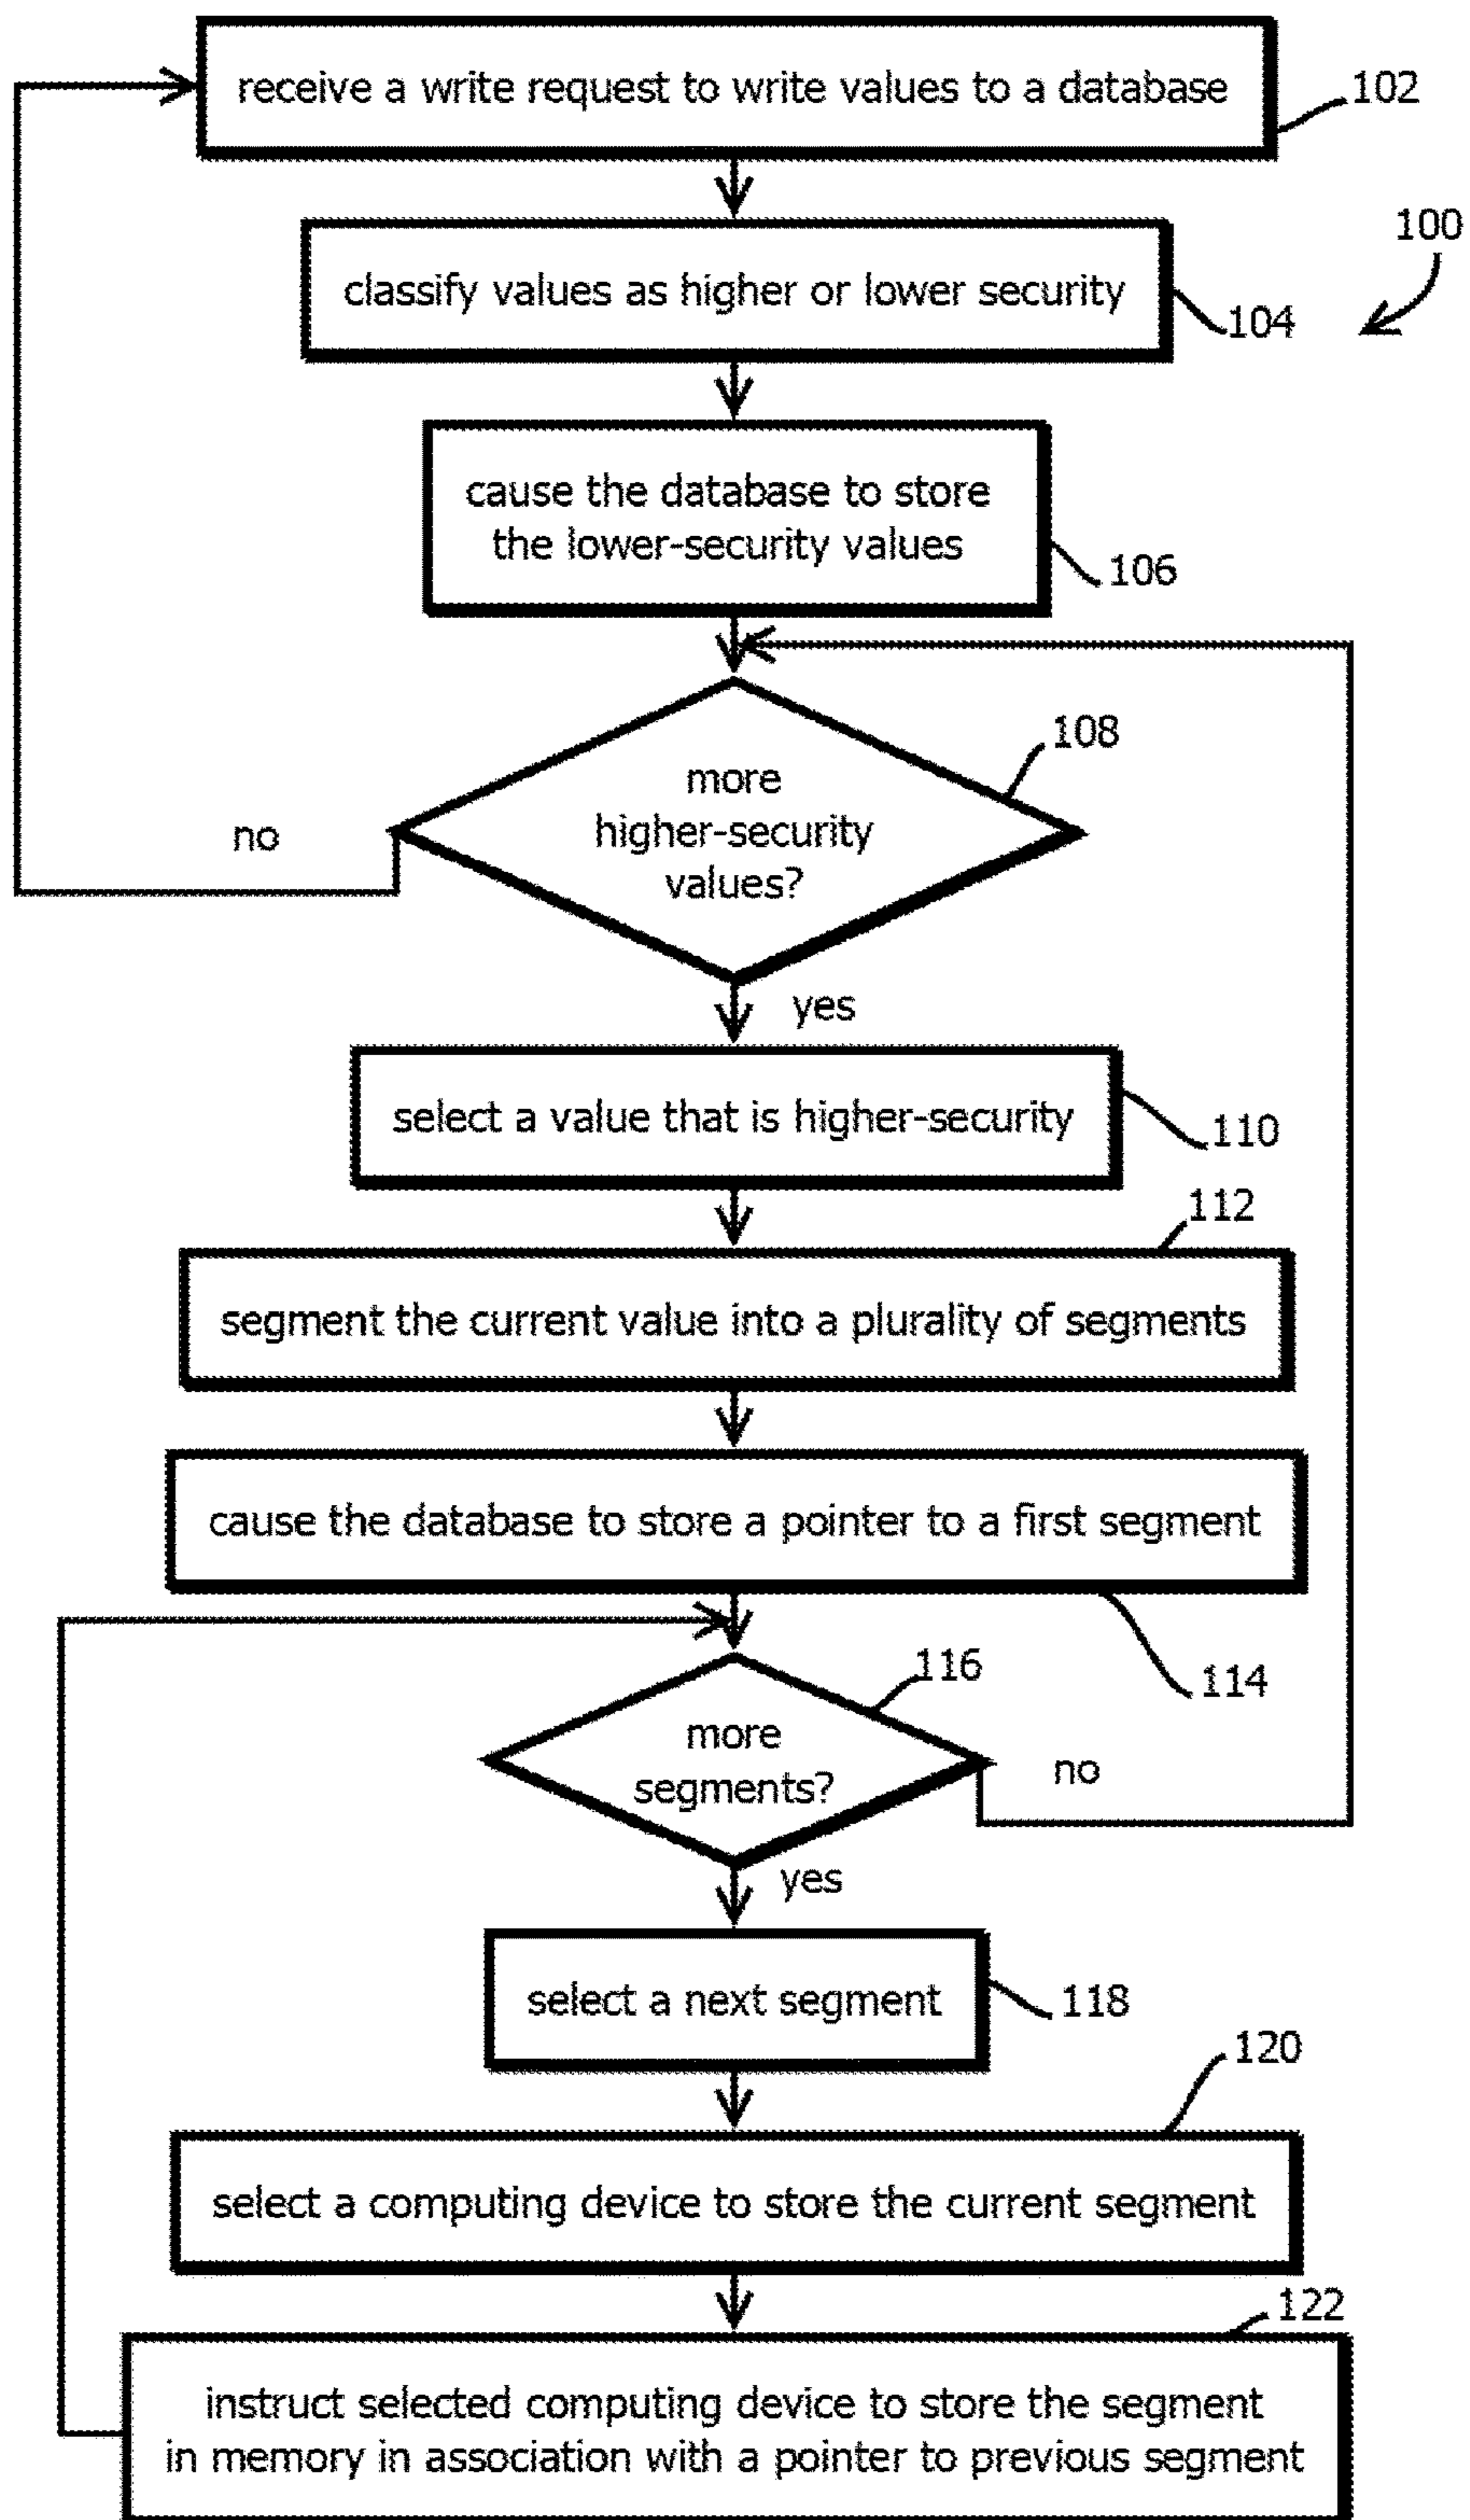 receive a write request to write values to a database
102
100
classify values as higher or lower security
104
cause the database to store
the lower-security values
106
108
more
higher-security
values?
no
yes
select a value that is higher-security
110
112
segment the current value into a plurality of segments
cause the database to store a pointer to a first segment
114
116
more
segments?
no
yes
select a next segment
118
120
select a computing device to store the current segment
122
instruct selected computing device to store the segment
in memory in association with a pointer to previous segment